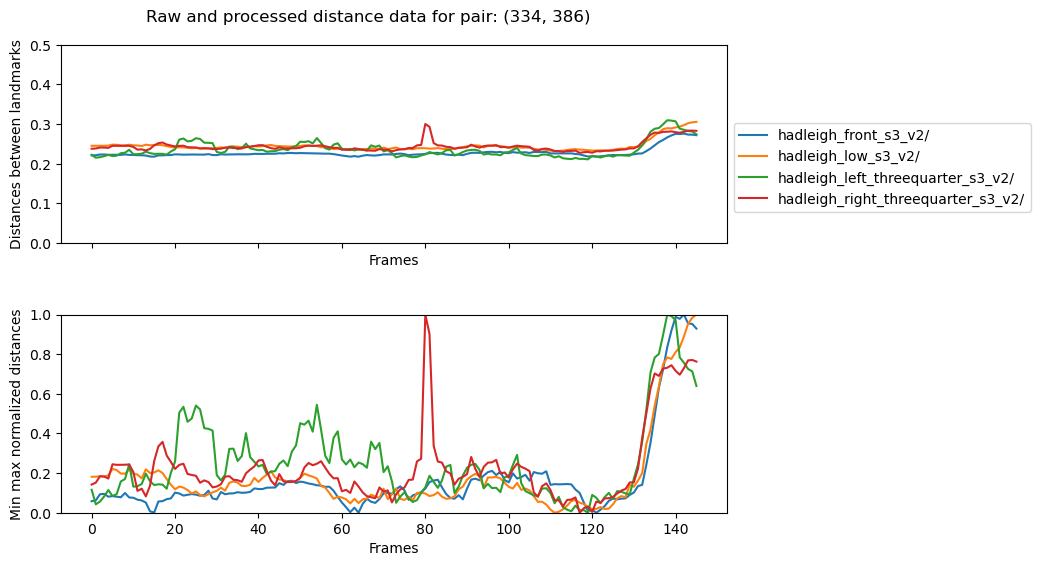 Raw and processed distance data for pair: (334, 386)
Distances between landmarks
0.5
0.4
0.3
0.2
0.1
0.0
Frames
hadleigh_front_s3_v2/
hadleigh_low_s3_v2/
hadleigh_left_threequarter_s3_v2/
hadleigh_right_threequarter_s3_v2/
Min max normalized distances
1.0
0.8
0.6
0.4
0.2
0.0
0 20 40 60 80 100 120 140
Frames